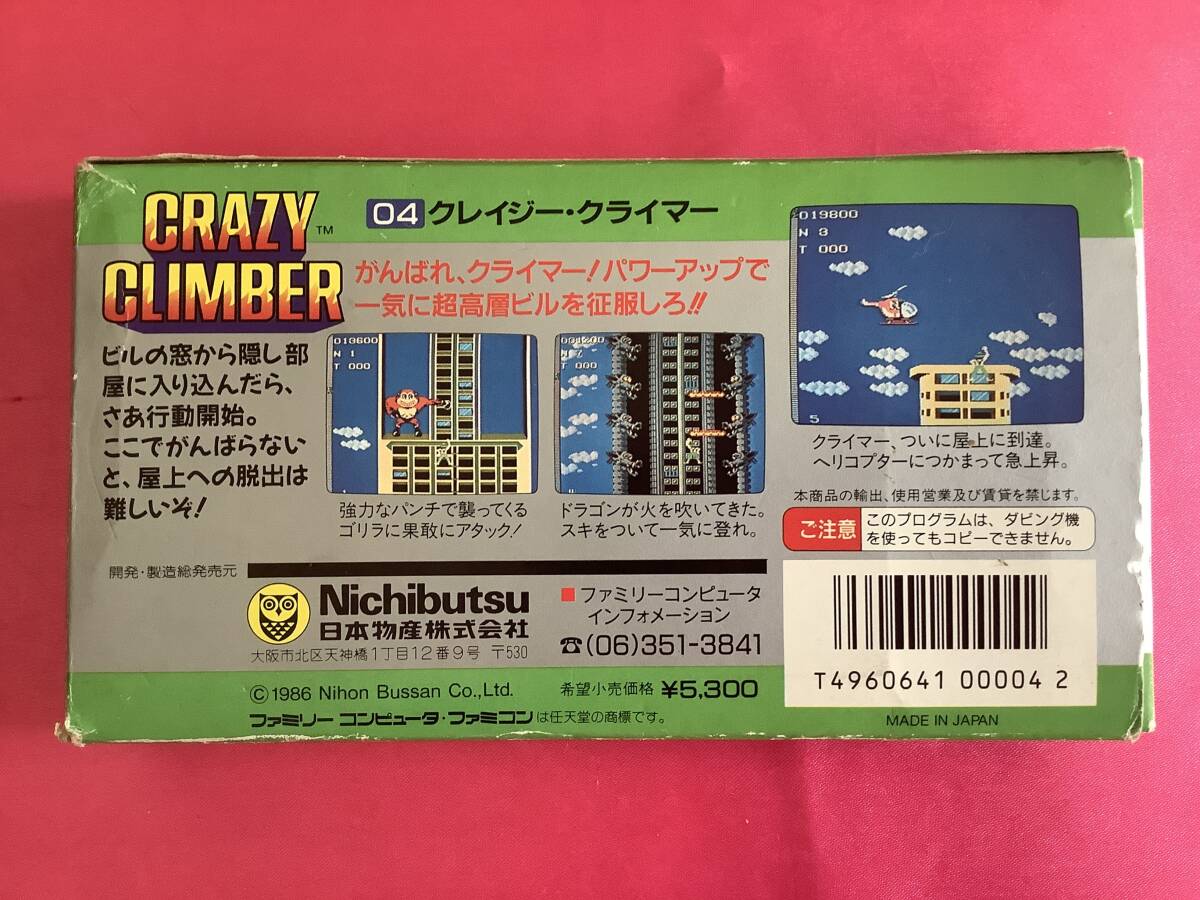 CRAZY
CLIMBER™
04 クレイジー・クライマー
がんばれ、クライマー!パワーアップで
一気に超高層ビルを征服しろ!!
ビルの窓から隠し部
屋に入り込んだら、
さあ行動開始。
ここでがんばらない
と、屋上への脱出は
難しいぞ!
013600
N 1
T 000
強力なパンチで襲ってくる
ゴリラに果敢にアタック!
T 000
ドラゴンが火を吹いてきた。
スキをついて一気に登れ。
019800
N 3
T 000
5
クライマー、ついに屋上に到達。
ヘリコプターにつかまって急上昇。
本商品の輸出、使用営業及び賃貸を禁じます。
ご注意
このプログラムは、ダビング機
を使ってもコピーできません。
開発・製造総発売元
Nichibutsu
日本物産株式会社
大阪市北区天神橋1丁目12番9号 〒530
■ファミリーコンピュータ
インフォメーション
☎(06)351-3841
©1986 Nihon Bussan Co.,Ltd.
希望小売価格 ¥5,300
ファミリーコンピュータ・ファミコンは任天堂の商標です。
T4960641 00004 2
MADE IN JAPAN